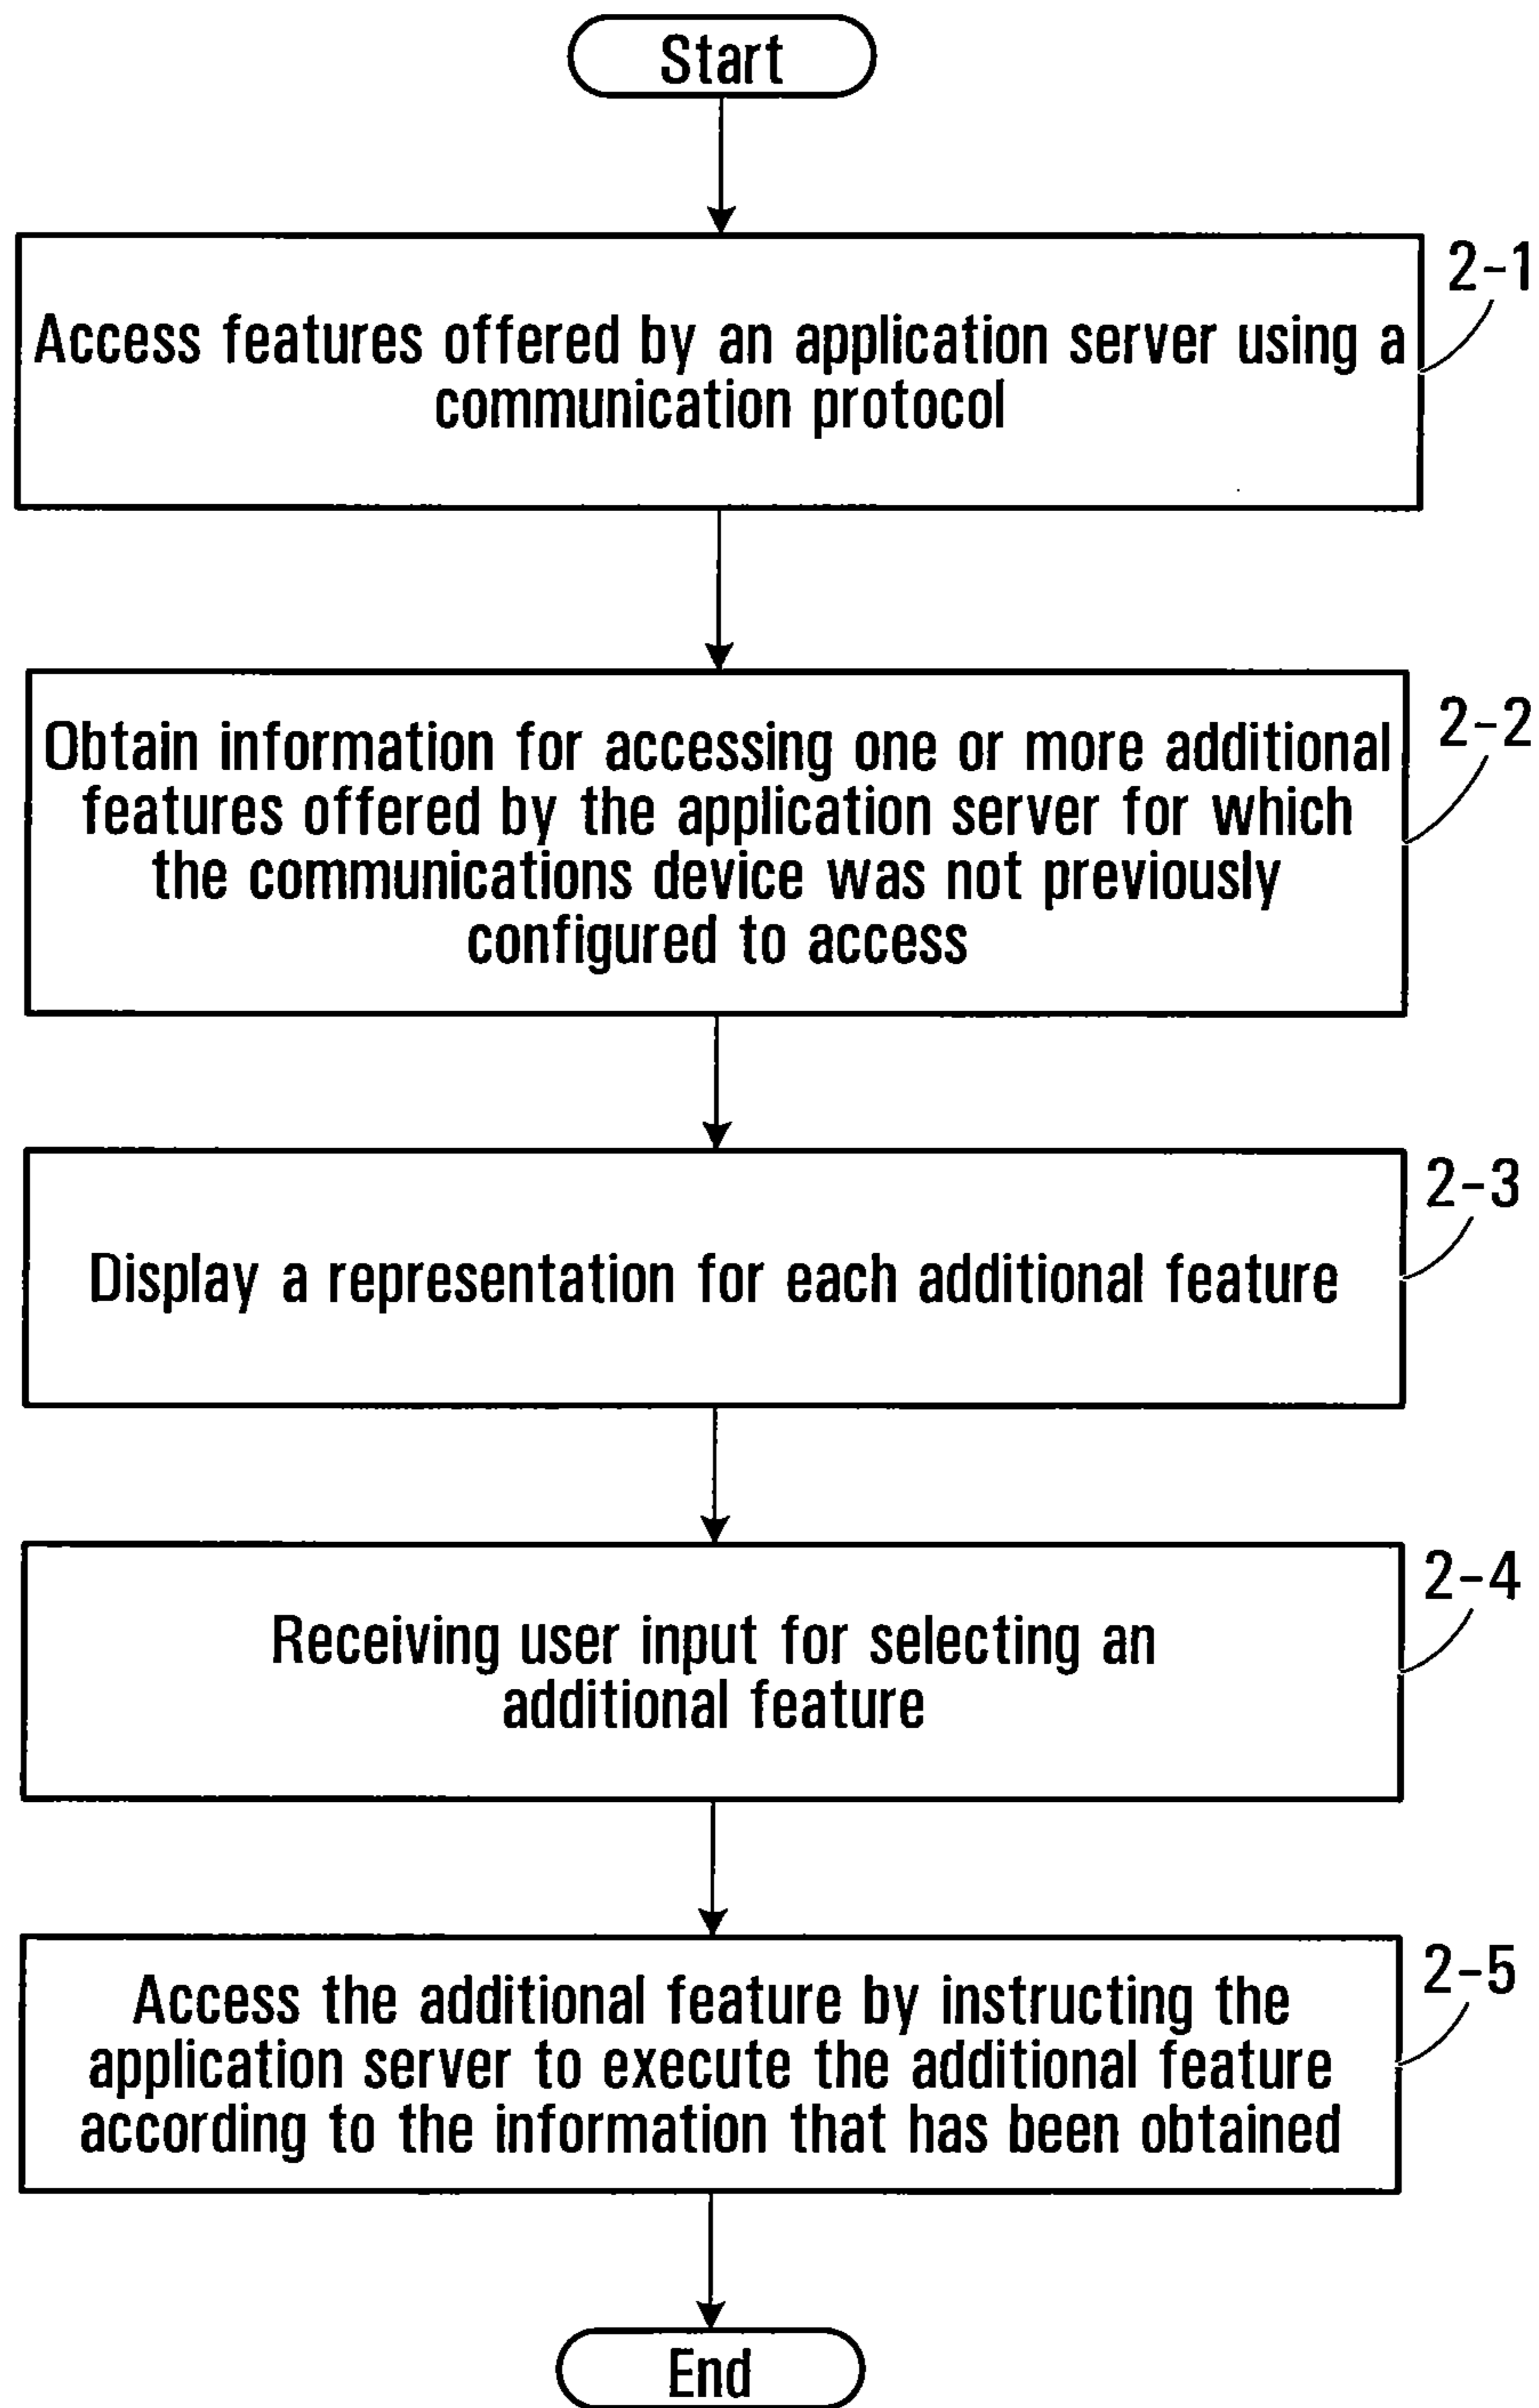 Start
2-1
Access features offered by an application server using a
communication protocol
2-2
Obtain information for accessing one or more additional
features offered by the application server for which
the communications device was not previously
configured to access
2-3
Display a representation for each additional feature
2-4
Receiving user input for selecting an
additional feature
2-5
Access the additional feature by instructing the
application server to execute the additional feature
according to the information that has been obtained
End